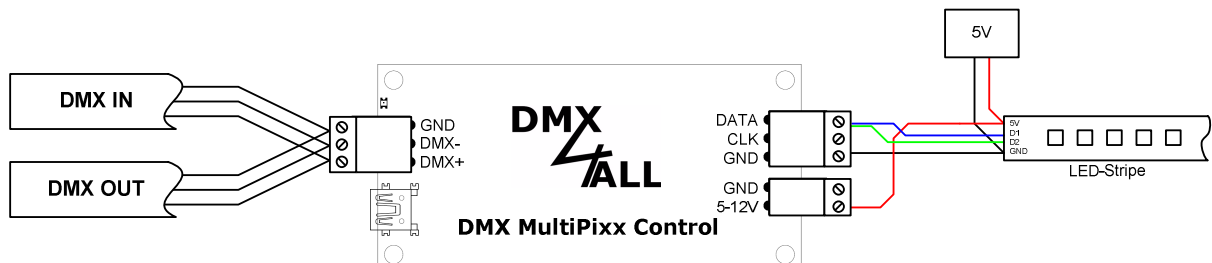 5V
DMX IN
DMX OUT
GND
DMX-
DMX+
DMX
4ALL
DMX MultiPixx Control
DATA
CLK
GND
GND
5-12V
5V
D1
D2
GND
LED-Stripe